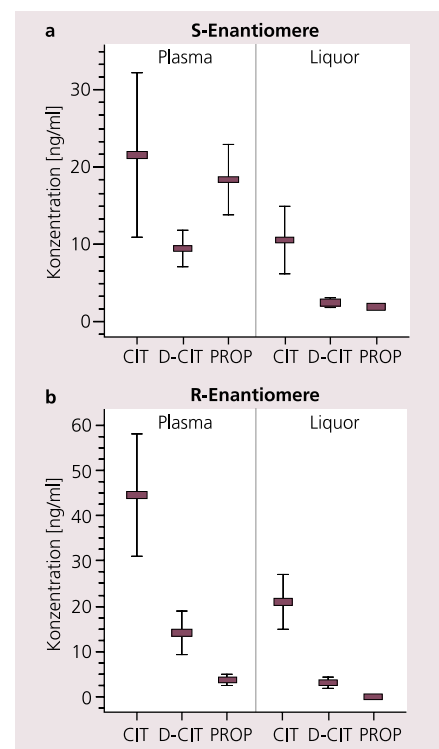 a
S-Enantiomere
Plasma Liquor
Konzentration [ng/ml]
30
20
10
0
CIT D-CIT PROP CIT D-CIT PROP
b
R-Enantiomere
Plasma Liquor
Konzentration [ng/ml]
60
50
40
30
20
10
0
CIT D-CIT PROP CIT D-CIT PROP